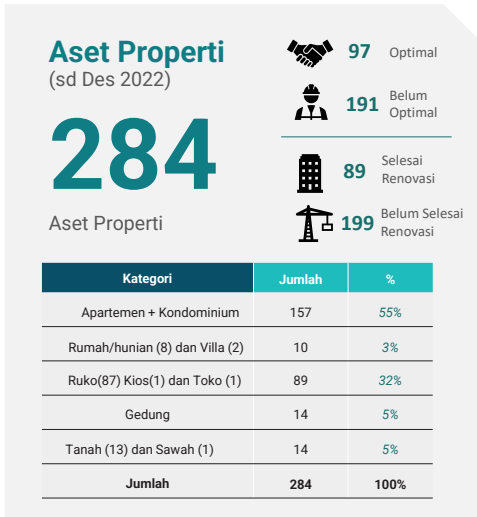 Aset Properti
(sd Des 2022)
284
Aset Properti
97 Optimal
191 Belum
Optimal
89 Selesai
Renovasi
199 Belum Selesai
Renovasi
Kategori Jumlah %
Apartemen + Kondominium 157 55%
Rumah/hunian (8) dan Villa (2) 10 3%
Ruko(87) Kios(1) dan Toko (1) 89 32%
Gedung 14 5%
Tanah (13) dan Sawah (1) 14 5%
Jumlah 284 100%